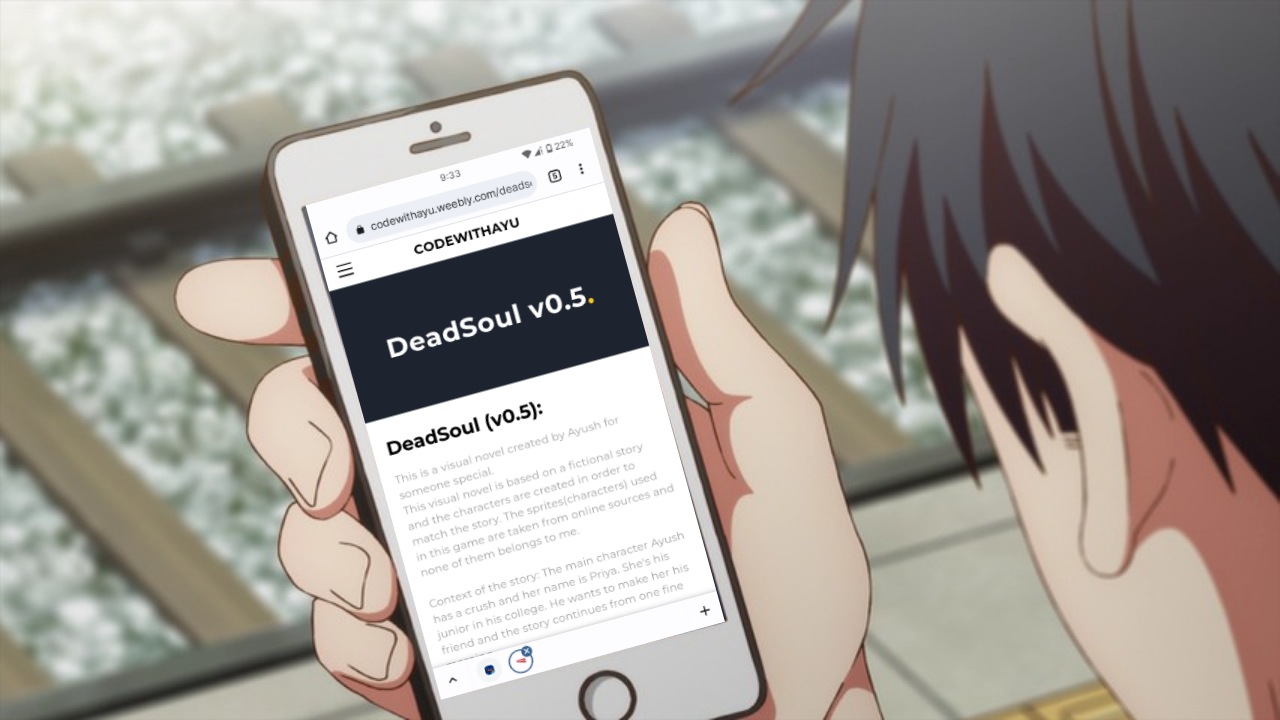 9:33
22%
codewithayu.weebly.com/deads
5
CODEWITHAYU
DeadSoul v0.5.
DeadSoul (v0.5):
This is a visual novel created by Ayush for
someone special.
This visual novel is based on a fictional story
and the characters are created in order to
match the story. The sprites(characters) used
in this game are taken from online sources and
none of them belongs to me.
Context of the story: The main character Ayush
has a crush and her name is Priya. She's his
junior in his college. He wants to make her his
friend and the story continues from one fine